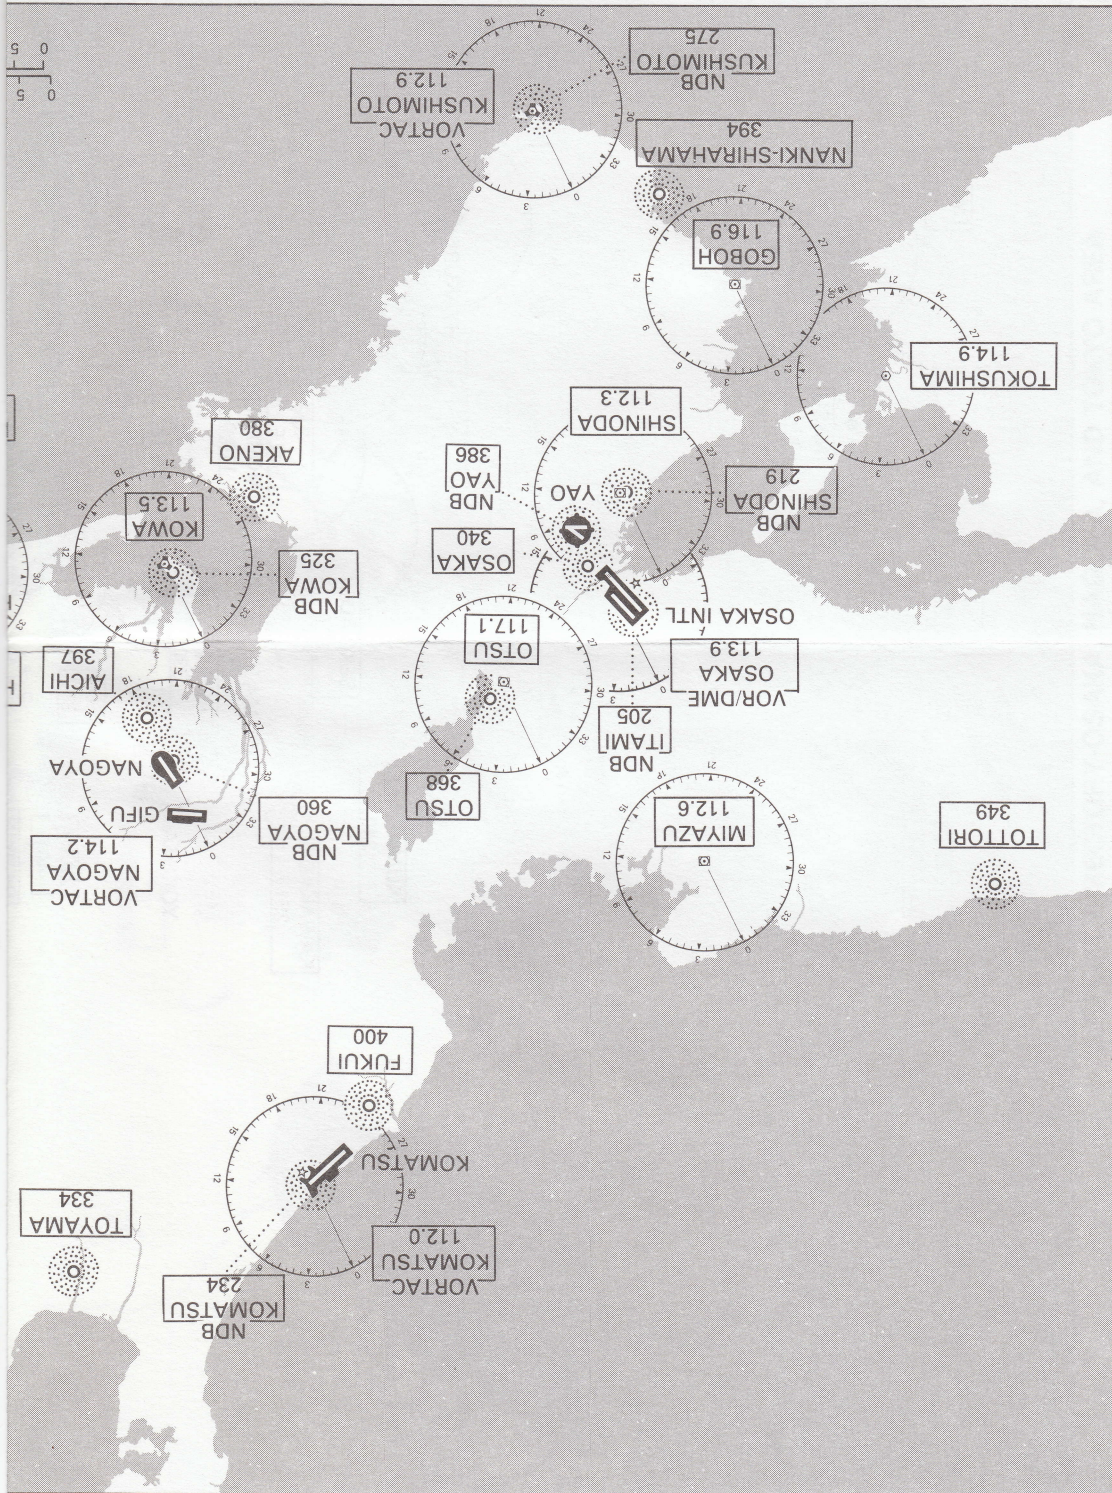 NDB
KOMATSU
234
TOYAMA
334
VORTAC
KOMATSU
112.0
KOMATSU
FUKUI
400
TOTTORI
349
MIYAZU
112.6
OTSU
368
VORTAC
NAGOYA
114.2
NDB
NAGOYA
360
GIFU
NAGOYA
NDB
ITAMI
205
VOR/DME
OSAKA
113.9
OSAKA INTL
OTSU
117.1
AICHI
397
NDB
KOWA
325
KOWA
113.5
OSAKA
340
NDB
YAO
386
YAO
NDB
SHINODA
219
SHINODA
112.3
AKENO
380
TOKUSHIMA
114.9
GOBOH
116.9
NANKI-SHIRAHAMA
394
NDB
KUSHIMOTO
275
VORTAC
KUSHIMOTO
112.9
0 5
0 5